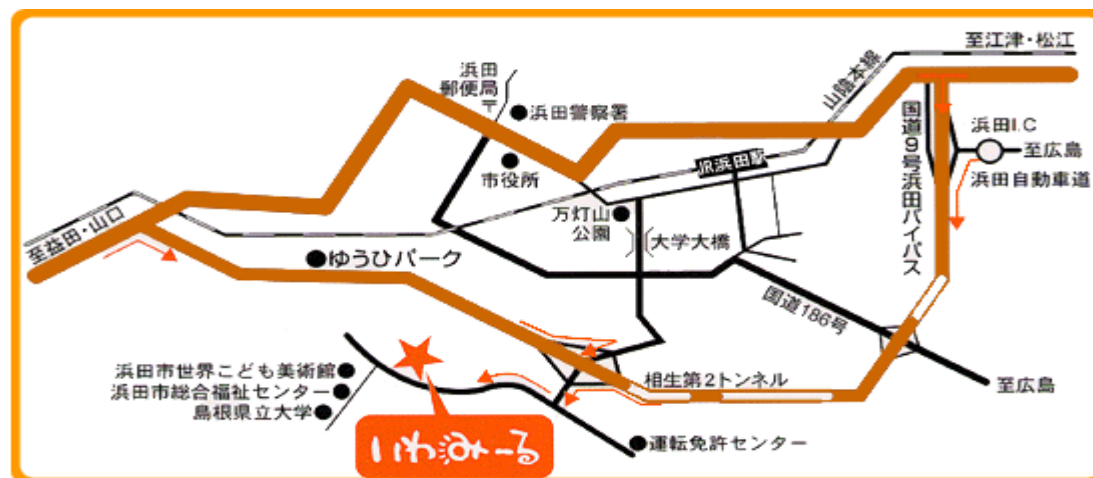 至江津・松江
浜田
郵便局
〒
浜田警察署
山陰本線
国道9号浜田バイパス
浜田I.C
至広島
浜田自動車道
JR浜田駅
市役所
万灯山
公園
大学大橋
至益田・山口
ゆうひパーク
国道186号
浜田市世界こども美術館
浜田市総合福祉センター
島根県立大学
相生第2トンネル
至広島
いわみーる
運転免許センター